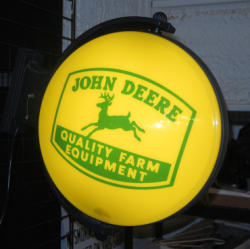 JOHN DEERE
QUALITY FARM
EQUIPMENT